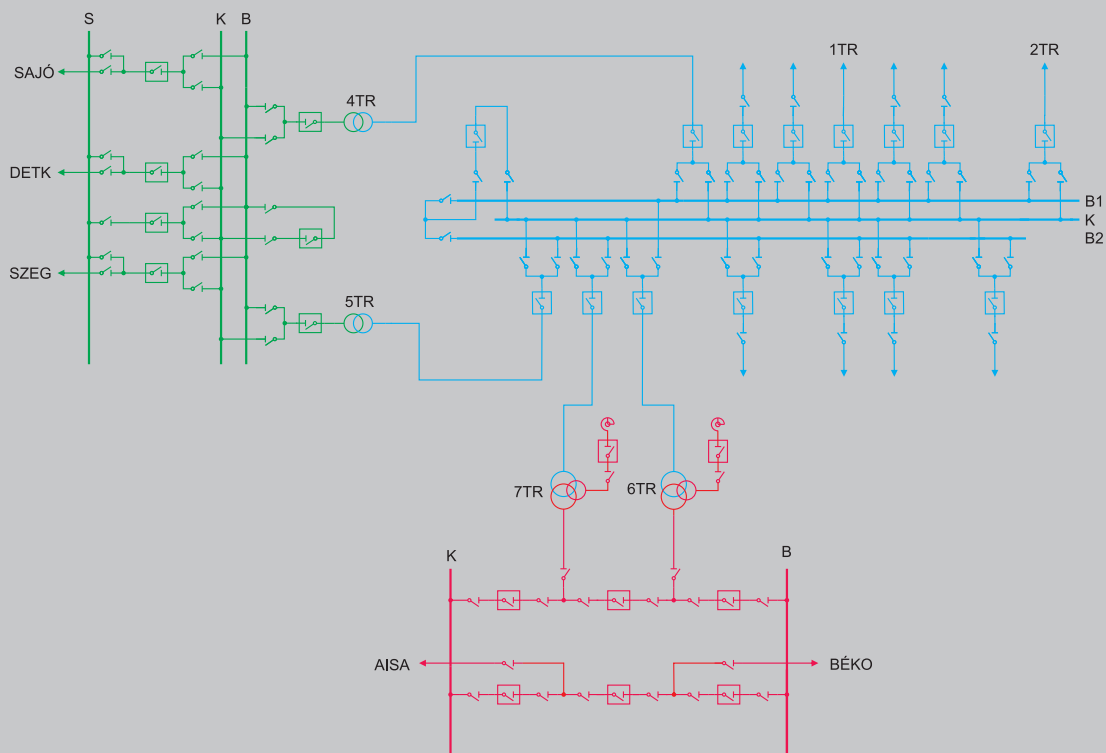 S K B
1TR 2TR
SAJÓ
4TR
DETK
B1
K
B2
SZEG
5TR
7TR 6TR
K B
AISA BÉKO